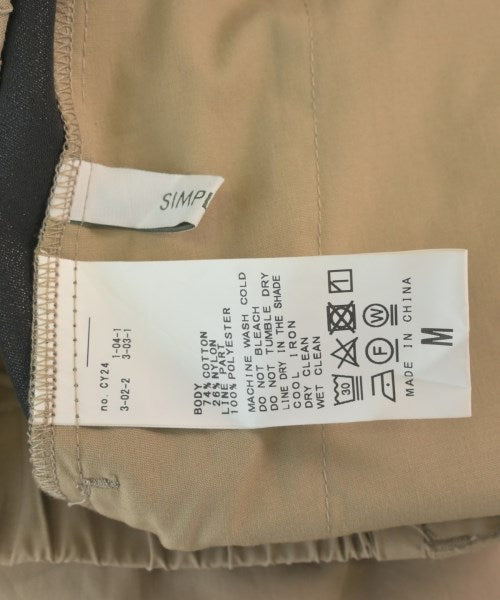 SIMPL
no. CY24
1-04-1
3-02-2 3-03-1
BODY
74% COTTON
26% NYLON
LINE PART
100% POLYESTER
MACHINE WASH COLD
DO NOT BLEACH
DO NOT TUMBLE DRY
LINE DRY IN THE SHADE
COOL IRON
DRY CLEAN
WET CLEAN
30
F W
MADE IN CHINA
M